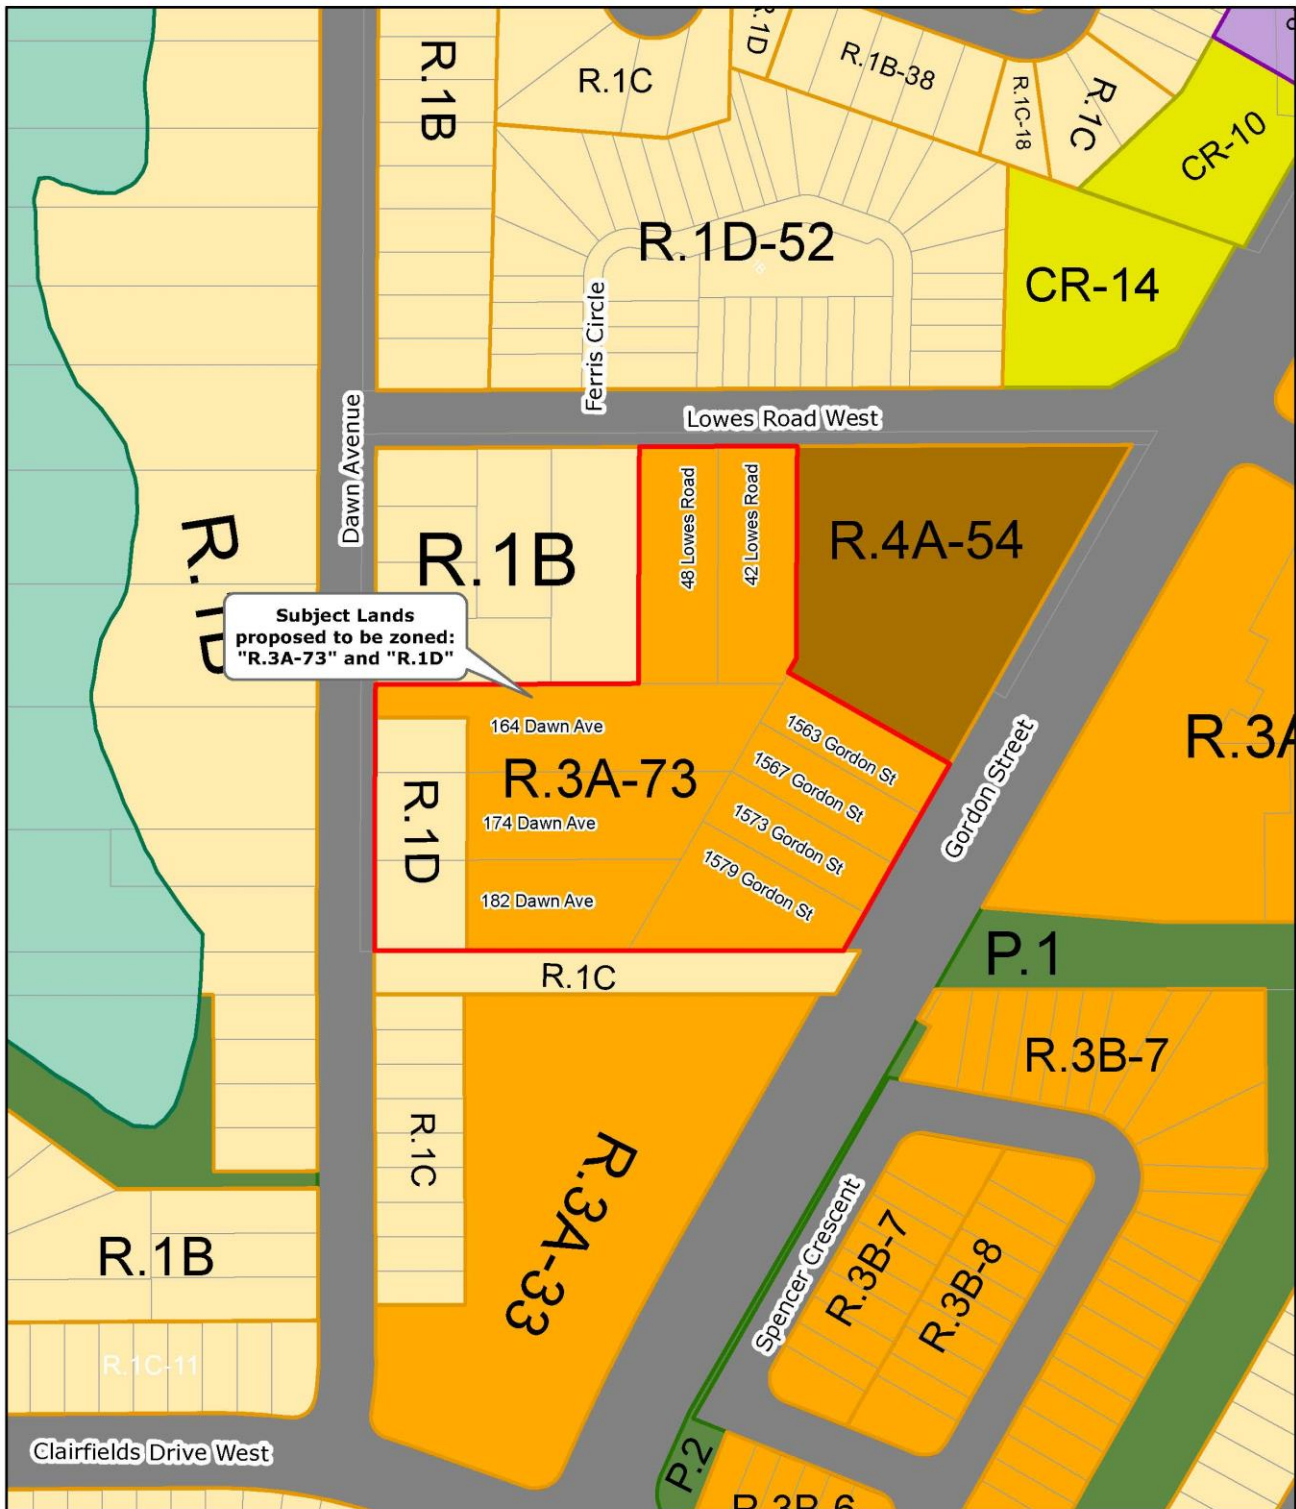 R.1B
R.1C
R.1D
R.1B-38
R.1C-18
R.1C
CR-10
R.1D-52
CR-14
Ferris Circle
Lowes Road West
Dawn Avenue
R.1D
R.1B
48 Lowes Road
42 Lowes Road
R.4A-54
Subject Lands
proposed to be zoned:
"R.3A-73" and "R.1D"
164 Dawn Ave
R.3A-73
174 Dawn Ave
182 Dawn Ave
R.1D
1563 Gordon St
1567 Gordon St
1573 Gordon St
1579 Gordon St
Gordon Street
R.3A
R.1C
P.1
R.3B-7
R.1C
R.3A-33
Spencer Crescent
R.3B-7
R.3B-8
R.1B
R.1C-11
Clairfields Drive West
P.2
R.3B-6